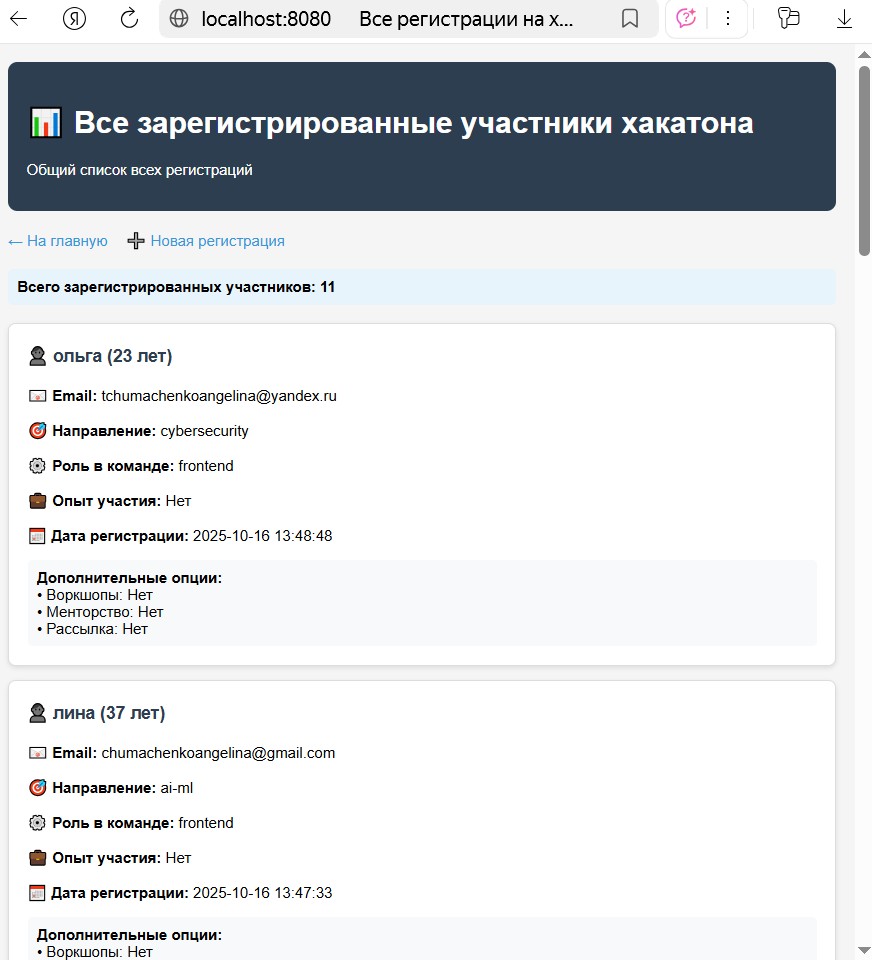 localhost:8080 Все регистрации на х...
Все зарегистрированные участники хакатона
Общий список всех регистраций
← На главную ➕ Новая регистрация
Всего зарегистрированных участников: 11
ольга (23 лет)
Email: tchumachenkoangelina@yandex.ru
Направление: cybersecurity
Роль в команде: frontend
Опыт участия: Нет
Дата регистрации: 2025-10-16 13:48:48
Дополнительные опции:
• Воркшопы: Нет
• Менторство: Нет
• Рассылка: Нет
лина (37 лет)
Email: chumachenkoangelina@gmail.com
Направление: ai-ml
Роль в команде: frontend
Опыт участия: Нет
Дата регистрации: 2025-10-16 13:47:33
Дополнительные опции:
• Воркшопы: Нет